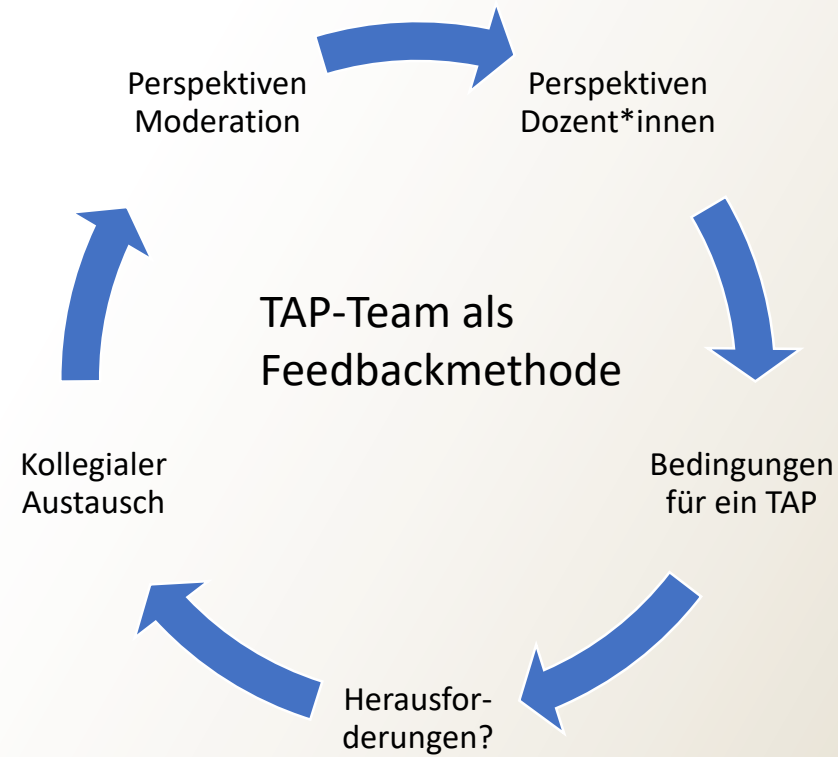 Perspektiven
Moderation
Perspektiven
Dozent*innen
TAP-Team als
Feedbackmethode
Kollegialer
Austausch
Bedingungen
für ein TAP
Herausfor-
derungen?